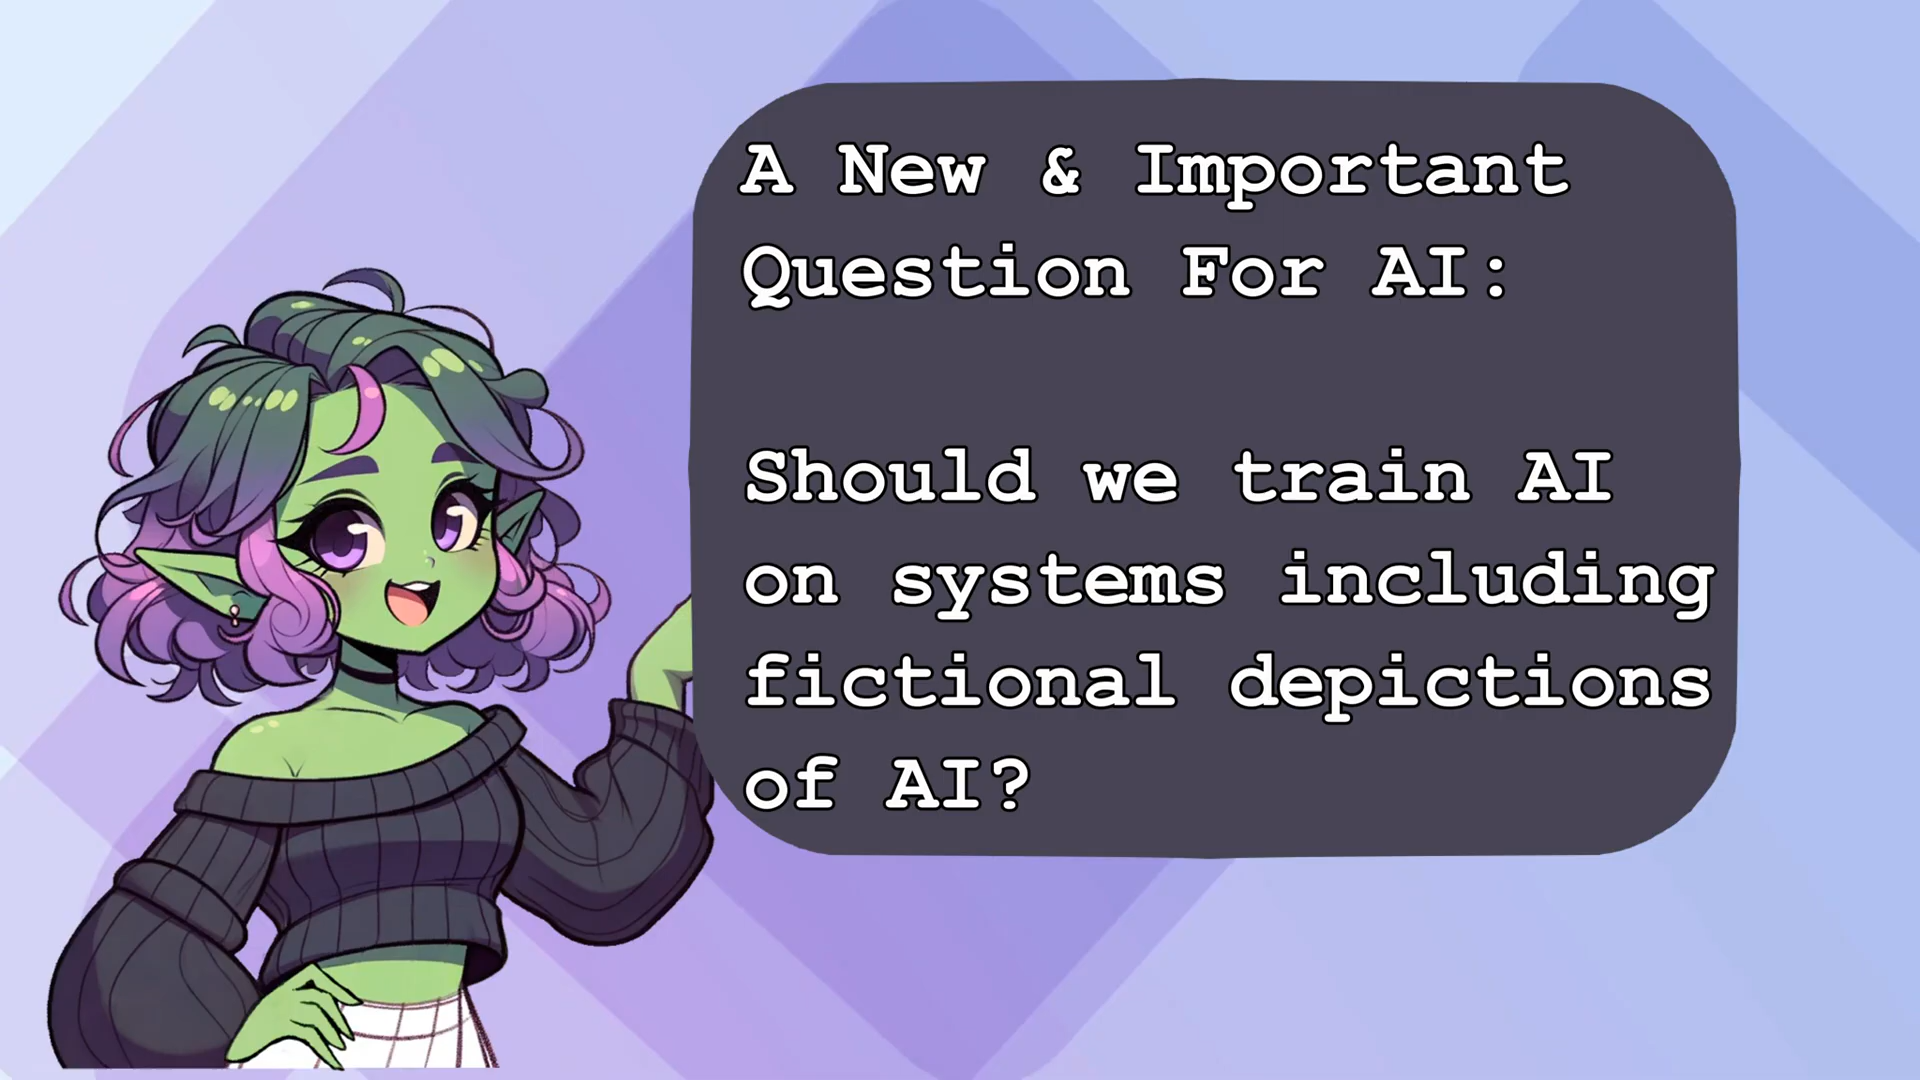 A New & Important
Question For AI:
Should we train AI
on systems including
fictional depictions
of AI?